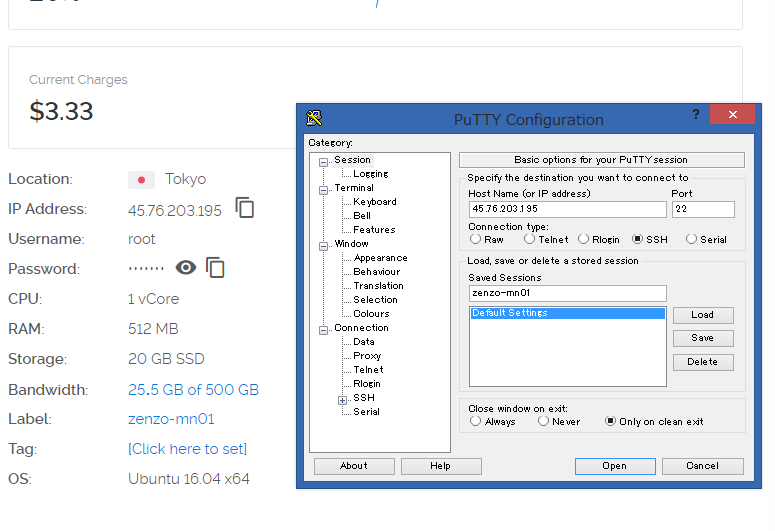 Current Charges
$3.33
Location: Tokyo
IP Address: 45.76.203.195
Username: root
Password: ·······
CPU: 1 vCore
RAM: 512 MB
Storage: 20 GB SSD
Bandwidth: 25.5 GB of 500 GB
Label: zenzo-mn01
Tag: [Click here to set]
OS: Ubuntu 16.04 x64
PuTTY Configuration
?
Category:
Session
Logging
Terminal
Keyboard
Bell
Features
Window
Appearance
Behaviour
Translation
Selection
Colours
Connection
Data
Proxy
Telnet
Rlogin
SSH
Serial
Basic options for your PuTTY session
Specify the destination you want to connect to
Host Name (or IP address) Port
45.76.203.195 22
Connection type:
Raw Telnet Rlogin SSH Serial
Load, save or delete a stored session
Saved Sessions
zenzo-mn01
Default Settings
Load
Save
Delete
Close window on exit:
Always Never Only on clean exit
About Help Open Cancel